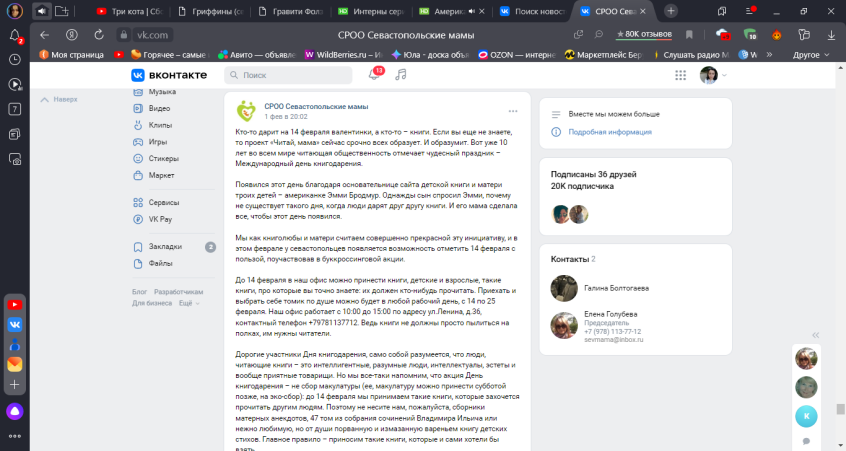 Три кота | Сбо
Гриффины (с
Гравити Фол
Интерны сер
Америка
Поиск новост
СРОО Сева
vk.com
СРОО Севастопольские мамы
80K отзывов
Моя страница
Горячее – самые
Авито — объявле
WildBerries.ru – И
Юла - доска объ
OZON — интерне
Маркетплейс Бер
Слушать радио М
Другое
вконтакте
Поиск
13
Наверх
Музыка
Видео
Клипы
Игры
Стикеры
Маркет
Сервисы
VK Pay
Закладки 2
Файлы
Блог Разработчикам
Для бизнеса Ещё
СРОО Севастопольские мамы
1 фев в 20:02
Кто-то дарит на 14 февраля валентинки, а кто-то – книги. Если вы еще не знаете,
то проект «Читай, мама» сейчас срочно всех образует. И образумит. Вот уже 10
лет во всем мире читающая общественность отмечает чудесный праздник –
Международный день книгодарения.
Появился этот день благодаря основательнице сайта детской книги и матери
троих детей – американке Эмми Бродмур. Однажды сын спросил Эмми, почему
не существует такого дня, когда люди дарят друг другу книги. И его мама сделала
все, чтобы этот день появился.
Мы как книголюбы и матери считаем совершенно прекрасной эту инициативу, и в
этом феврале у севастопольцев появляется возможность отметить 14 февраля с
пользой, поучаствовав в буккроссинговой акции.
До 14 февраля в наш офис можно принести книги, детские и взрослые, такие
книги, про которые вы точно знаете: их должен кто-нибудь прочитать. Приехать и
выбрать себе томик по душе можно будет в любой рабочий день, с 14 по 25
февраля. Наш офис работает с 10:00 до 15:00 по адресу ул.Ленина, д.36,
контактный телефон +79781137712. Ведь книги не должны просто пылиться на
полках, им нужны читатели.
Дорогие участники Дня книгодарения, само собой разумеется, что люди,
читающие книги – это интеллигентные, разумные люди, интеллектуалы, эстеты и
вообще приятные товарищи. Но мы все-таки напомним, что акция День
книгодарения – не сбор макулатуры (ее, макулатуру можно принести субботой
позже, на эко-сбор): до 14 февраля мы принимаем такие книги, которые захочется
прочитать другим людям. Поэтому не несите нам, пожалуйста, сборники
матерных анекдотов, 47 том из собрания сочинений Владимира Ильича или
нежно любимую, но от души порванную и измазанную вареньем книгу детских
стихов. Главное правило – приносим такие книги, которые и сами хотели бы
взять.
Вместе мы можем больше
Подробная информация
Подписаны 36 друзей
20K подписчика
Контакты 2
Галина Болтогаева
Елена Голубева
Председатель
+7 (978) 113-77-12
sevmama@inbox.ru